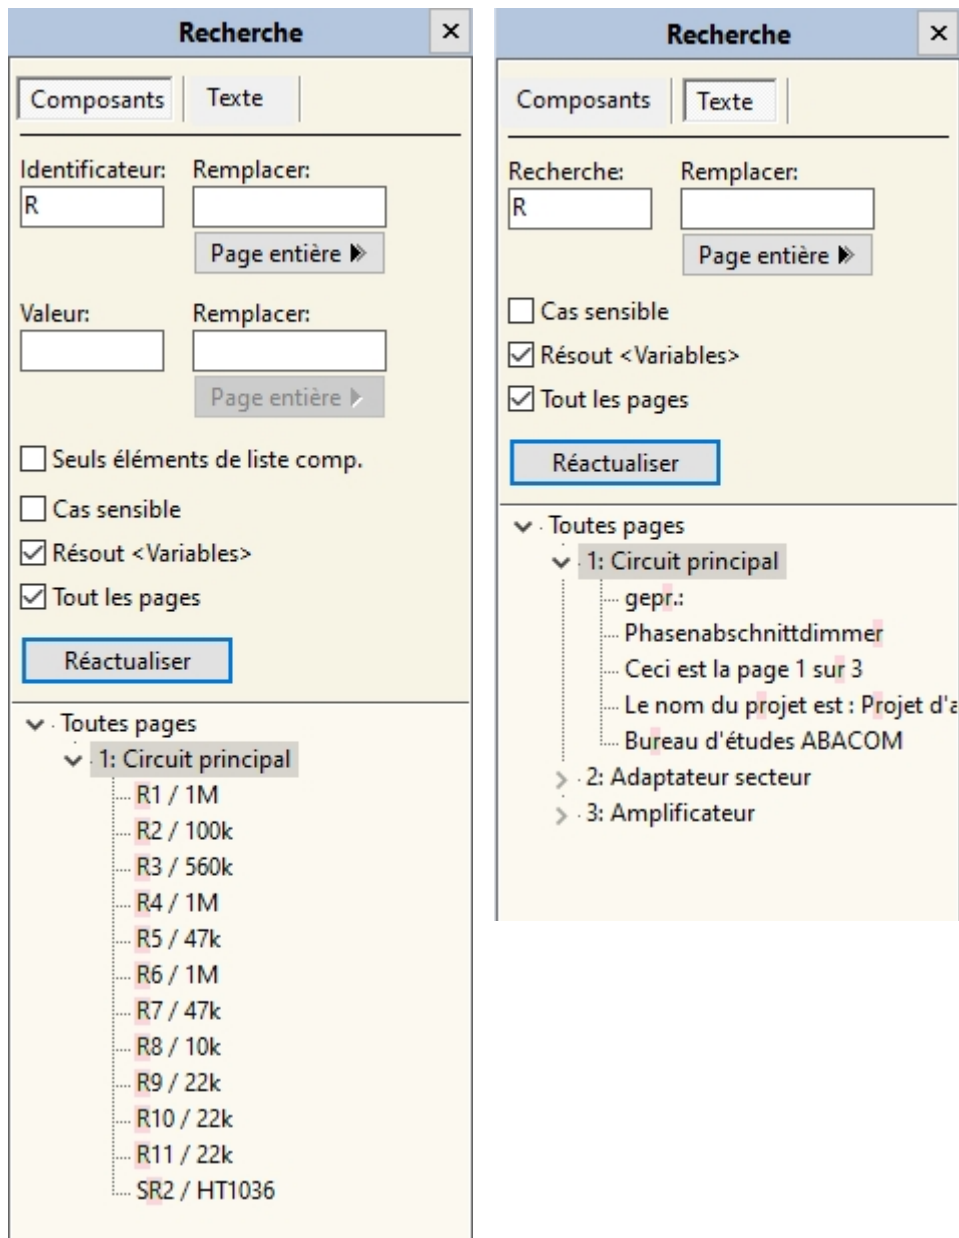 Recherche
Composants Texte
Identificateur: Remplacer:
R
Page entière
Valeur: Remplacer:
Page entière
Seuls éléments de liste comp.
Cas sensible
Résout <Variables>
Tout les pages
Réactualiser
Toutes pages
1: Circuit principal
R1 / 1M
R2 / 100k
R3 / 560k
R4 / 1M
R5 / 47k
R6 / 1M
R7 / 47k
R8 / 10k
R9 / 22k
R10 / 22k
R11 / 22k
SR2 / HT1036
Recherche
Composants Texte
Recherche: Remplacer:
R
Page entière
Cas sensible
Résout <Variables>
Tout les pages
Réactualiser
Toutes pages
1: Circuit principal
gepr.:
Phasenabschnittdimmer
Ceci est la page 1 sur 3
Le nom du projet est : Projet d'a
Bureau d'études ABACOM
2: Adaptateur secteur
3: Amplificateur